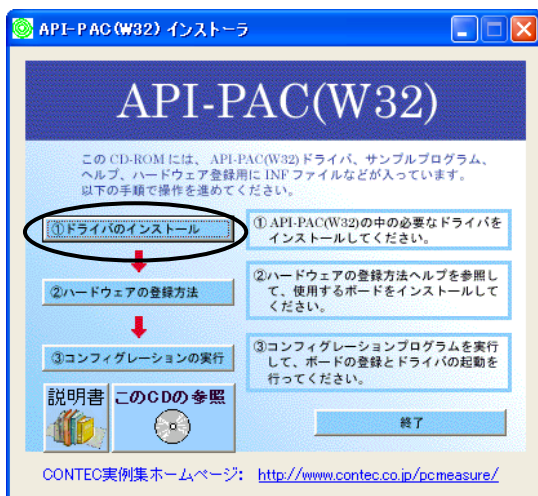 API-PAC(W32) インストーラ
API-PAC(W32)
この CD-ROM には、 API-PAC(W32) ドライバ、サンプルプログラム、
ヘルプ、ハードウェア登録用に INF ファイルなどが入っています。
以下の手順で操作を進めてください。
①ドライバのインストール
① API-PAC(W32)の中の必要なドライバを
インストールしてください。
②ハードウェアの登録方法
②ハードウェアの登録方法ヘルプを参照し
て、使用するボードをインストールして
ください。
③コンフィグレーションの実行
③コンフィグレーションプログラムを実行
して、ボードの登録とドライバの起動を
行ってください。
説明書
このCDの参照
終了
CONTEC実例集ホームページ: http://www.contec.co.jp/pcmeasure/